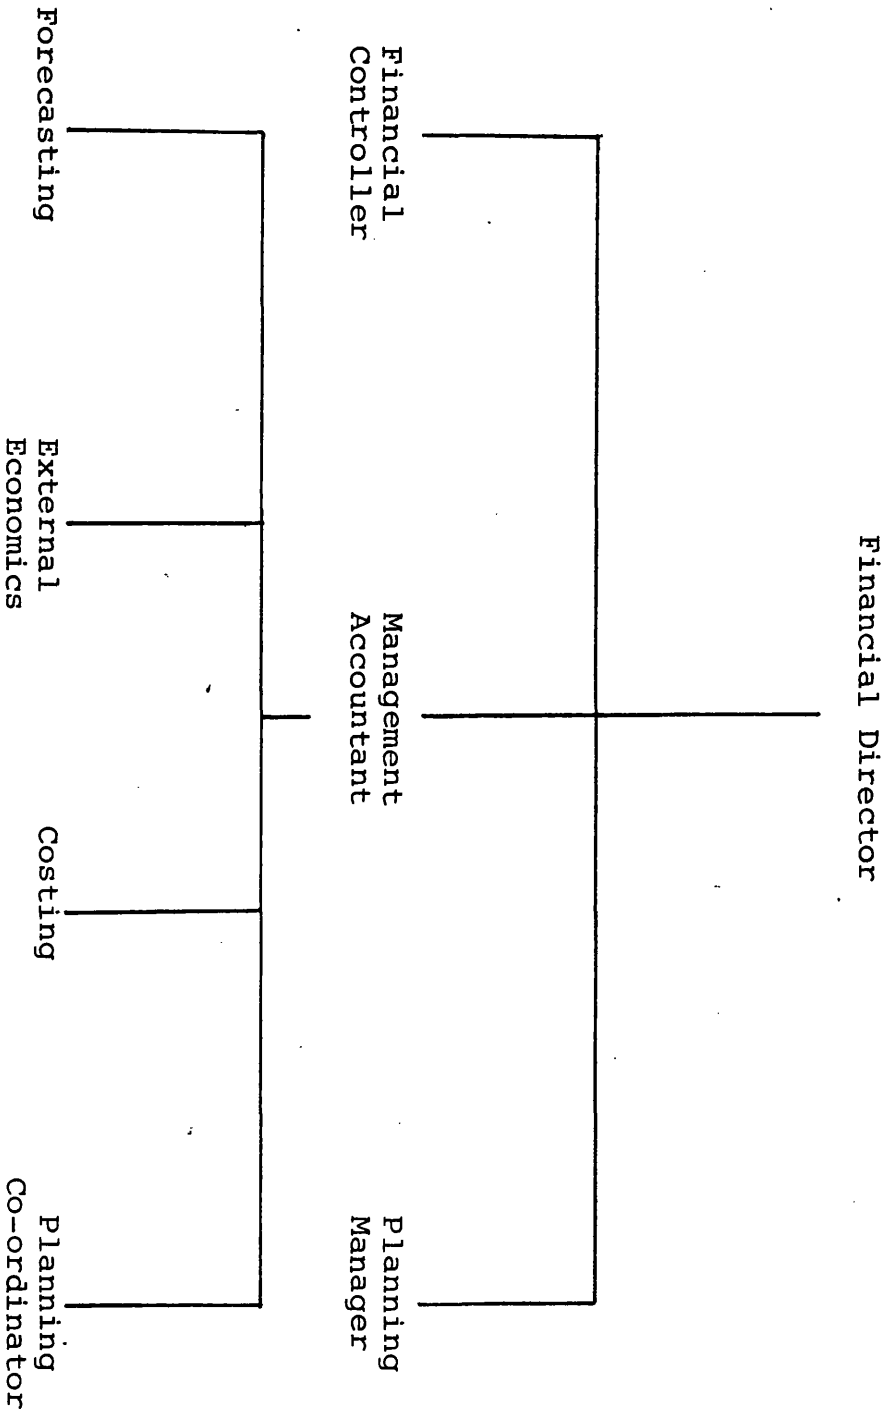 Financial Director
Financial
Controller
Management
Accountant
Planning
Manager
Forecasting
External
Economics
Costing
Planning
Co-ordinator